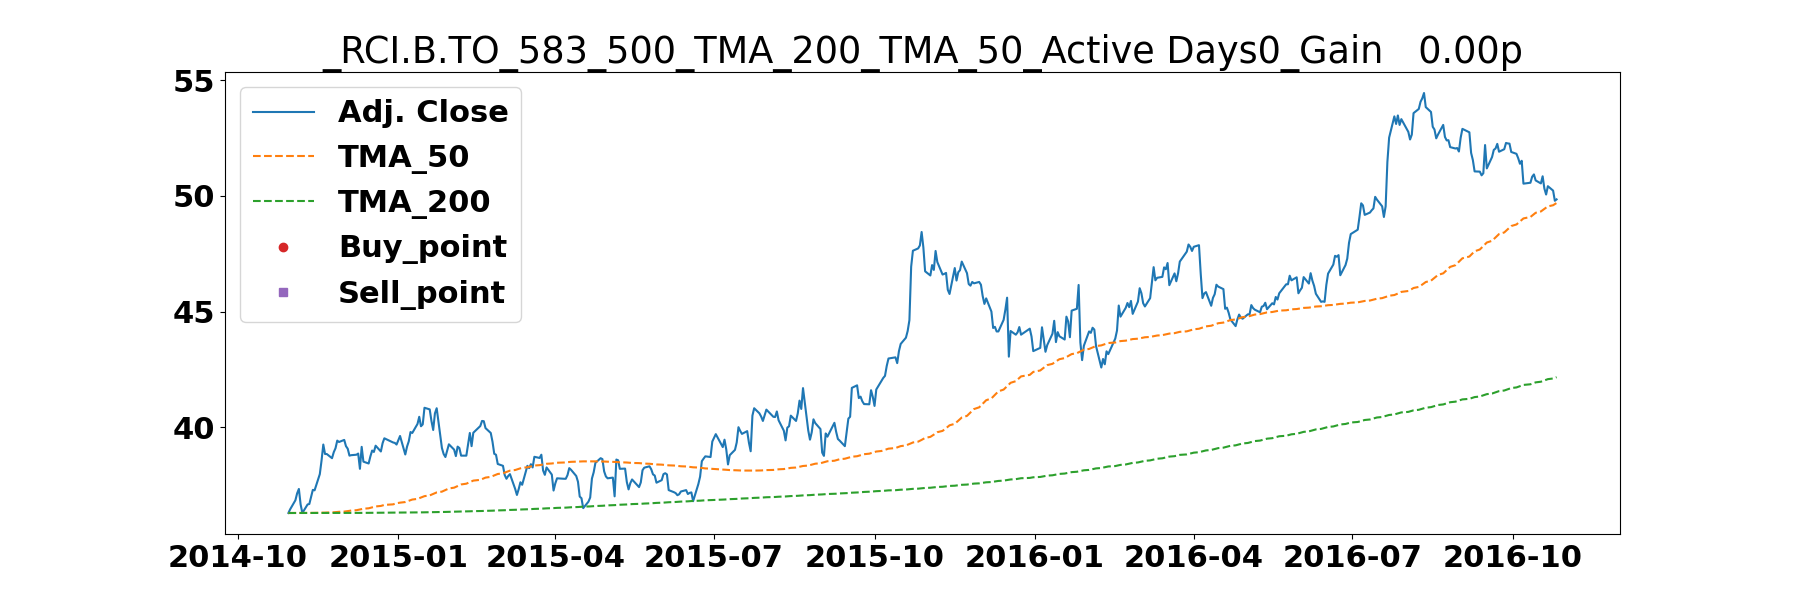 _RCI.B.TO_583_500_TMA_200_TMA_50_Active Days0_Gain   0.00p
55
50
45
40
Adj. Close
TMA_50
TMA_200
Buy_point
Sell_point
2014-10 2015-01 2015-04 2015-07 2015-10 2016-01 2016-04 2016-07 2016-10